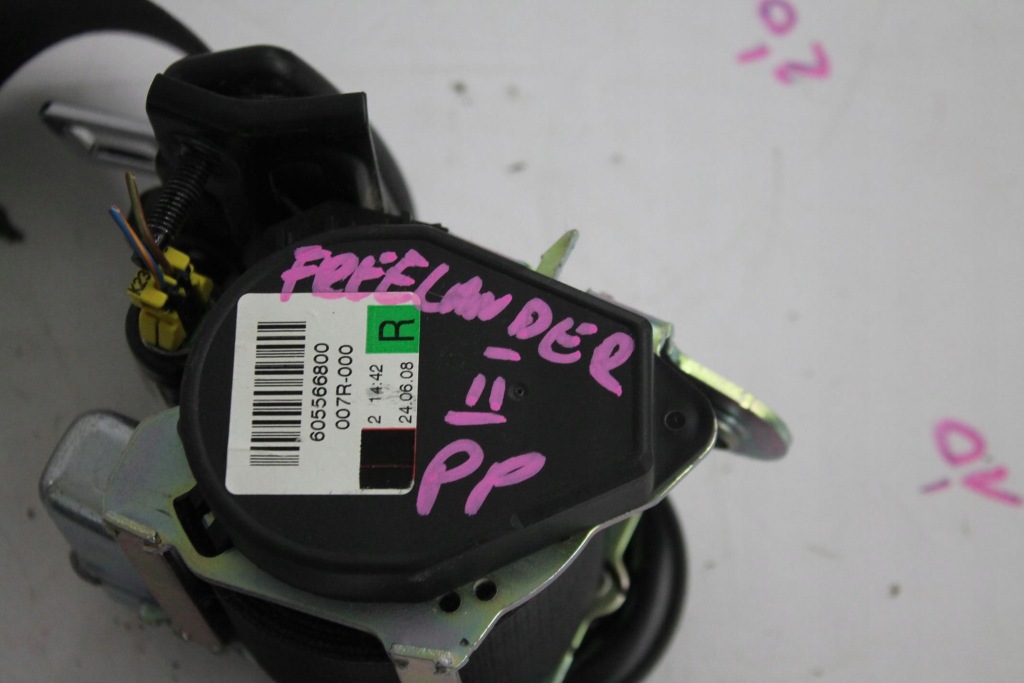 FREELANDER
II
PP
R
605566800
007R-000
2 14:42
24.06.08